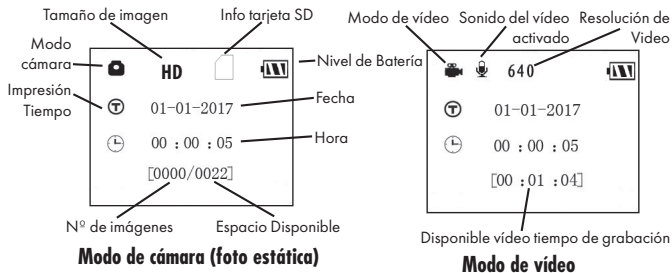 Tamaño de imagen
Info tarjeta SD
Modo cámara
HD
Nivel de Batería
Impresión Tiempo
T
01-01-2017
Fecha
00 : 00 : 05
Hora
[0000/0022]
Nº de imágenes
Espacio Disponible
Modo de cámara (foto estática)
Modo de vídeo
Sonido del vídeo activado
Resolución de Video
640
T
01-01-2017
00 : 00 : 05
[00 : 01 : 04]
Disponible vídeo tiempo de grabación
Modo de vídeo